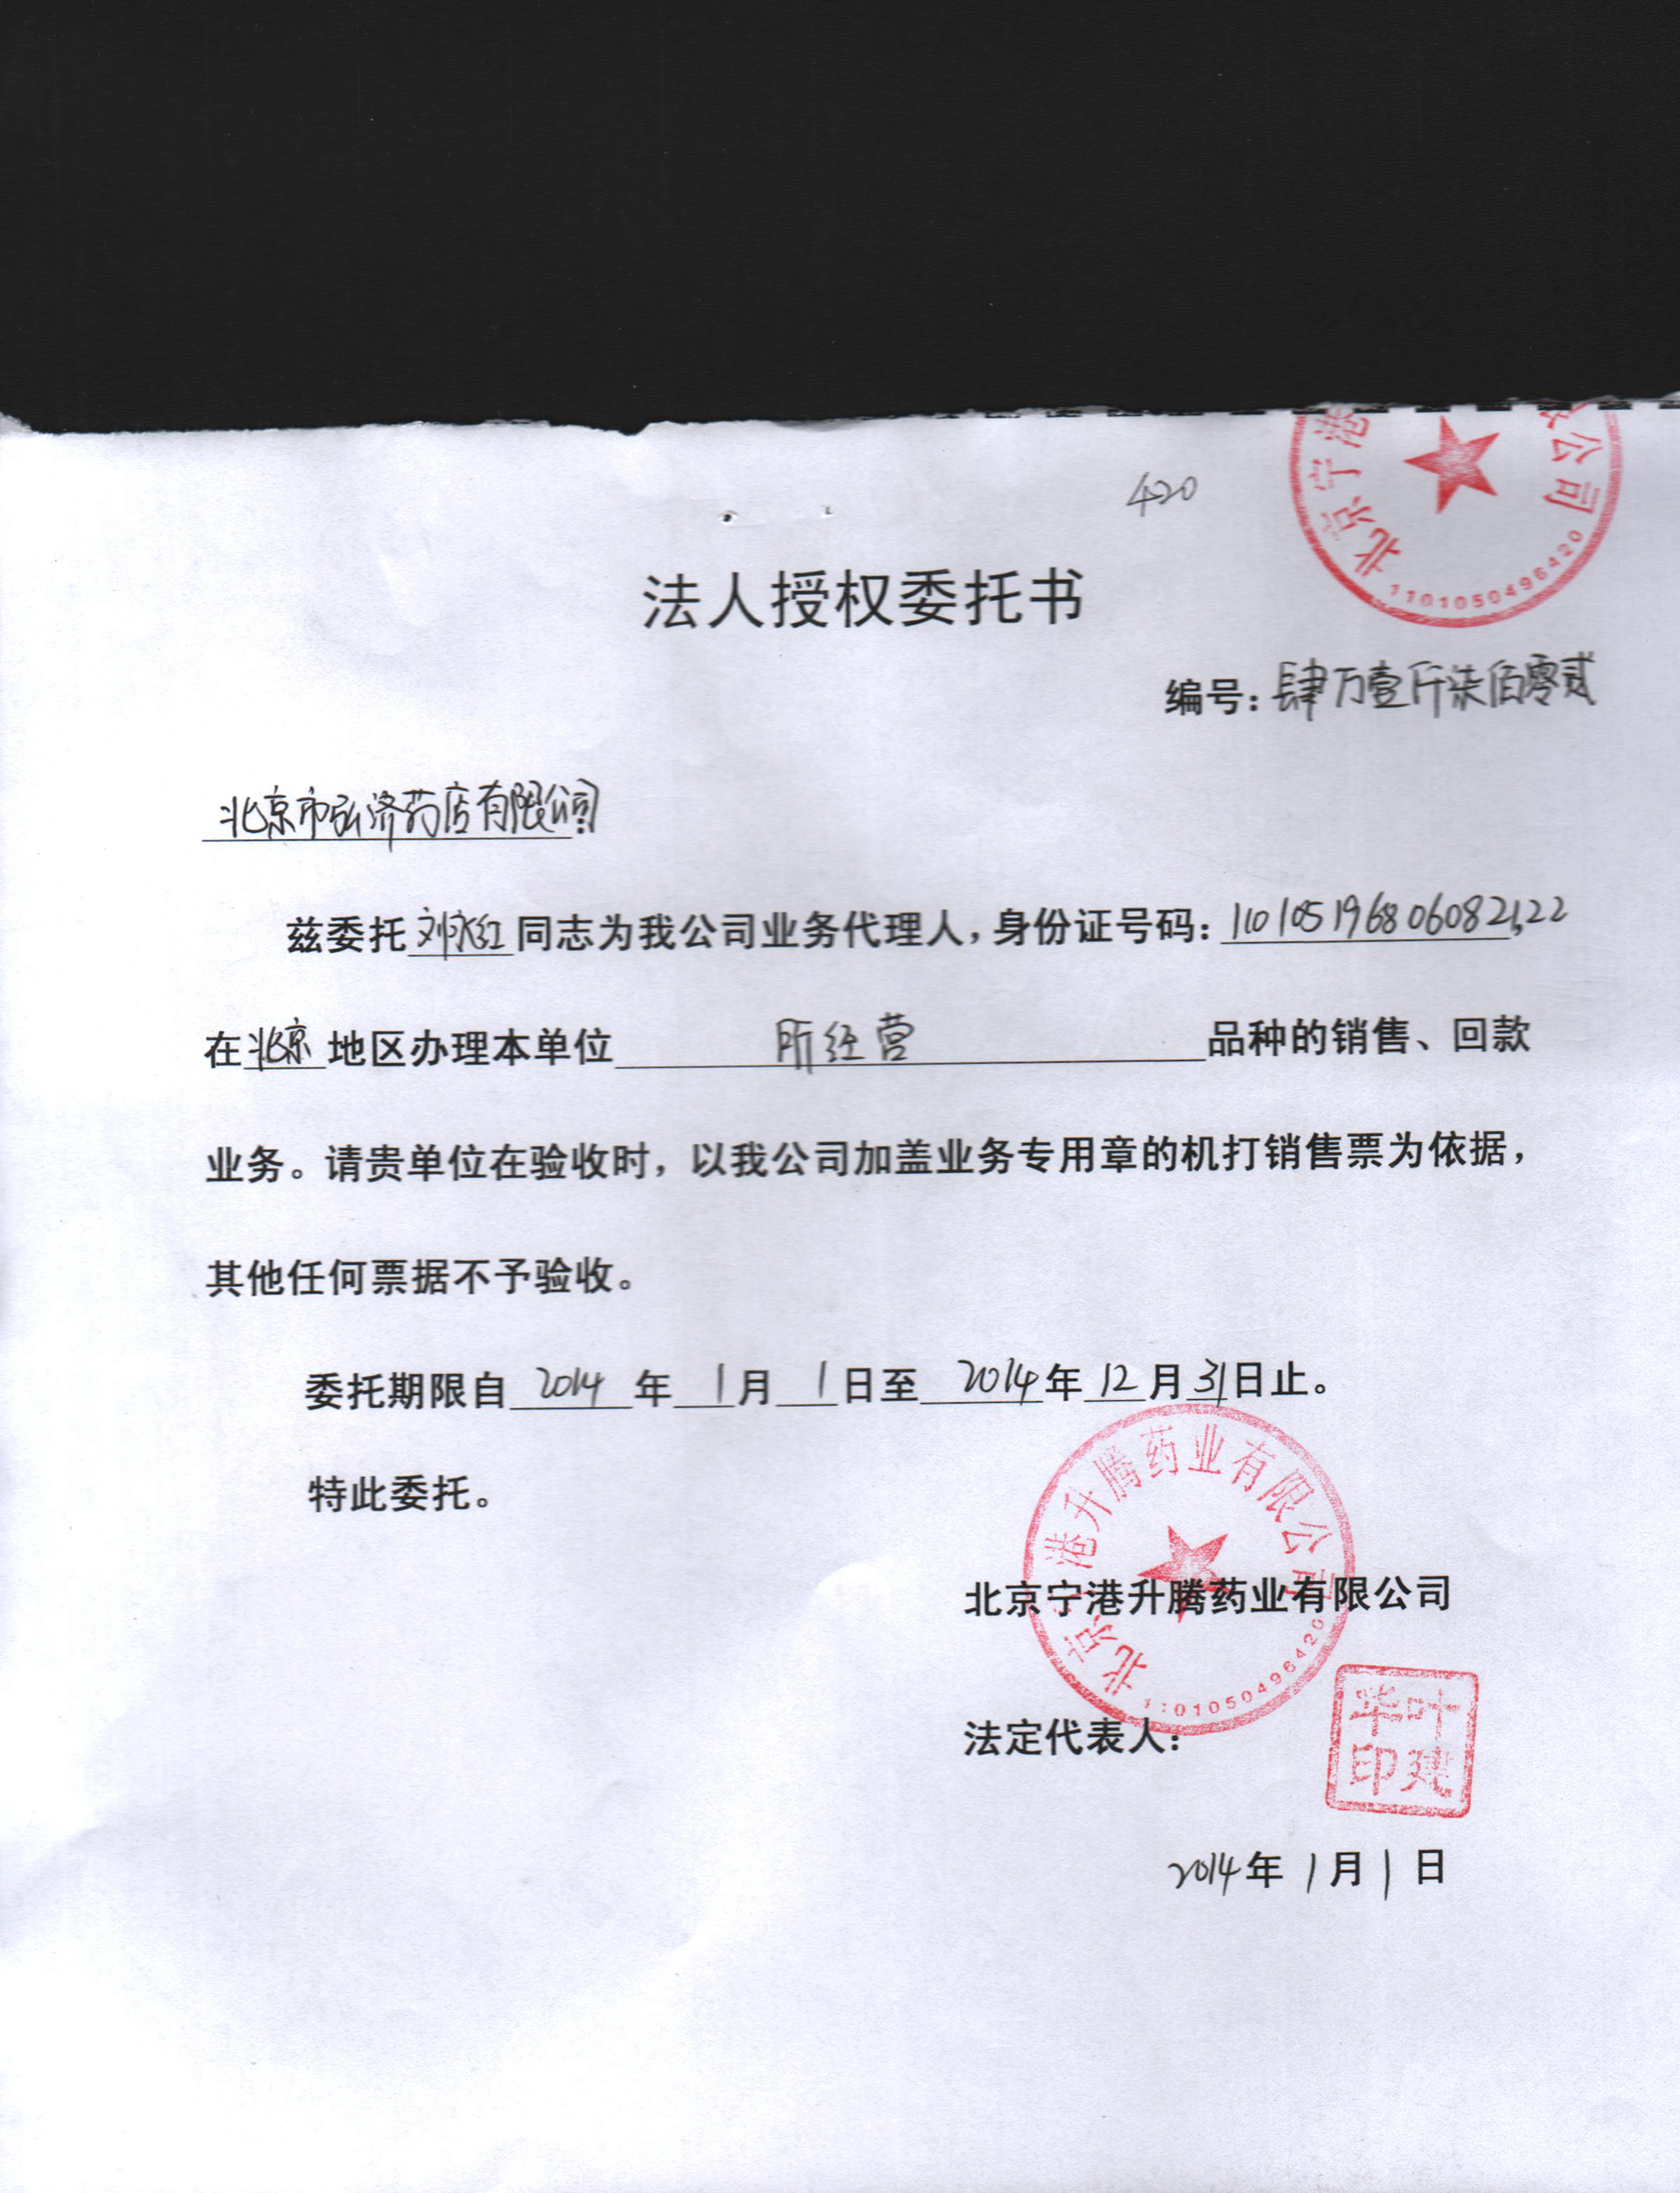 北京宁港 公司
1101050496420
420
法人授权委托书
编号：肆万壹仟柒佰零贰
北京市弘济药店有限公司：
兹委托刘永红同志为我公司业务代理人，身份证号码：110105196806082122，
在北京地区办理本单位所经营品种的销售、回款
业务。请贵单位在验收时，以我公司加盖业务专用章的机打销售票为依据，
其他任何票据不予验收。
委托期限自2014年1月1日至2014年12月31日止。
特此委托。
北京宁港升腾药业有限公司
1101050496420
北京宁港升腾药业有限公司
法定代表人：
叶建华印
2014年1月1日